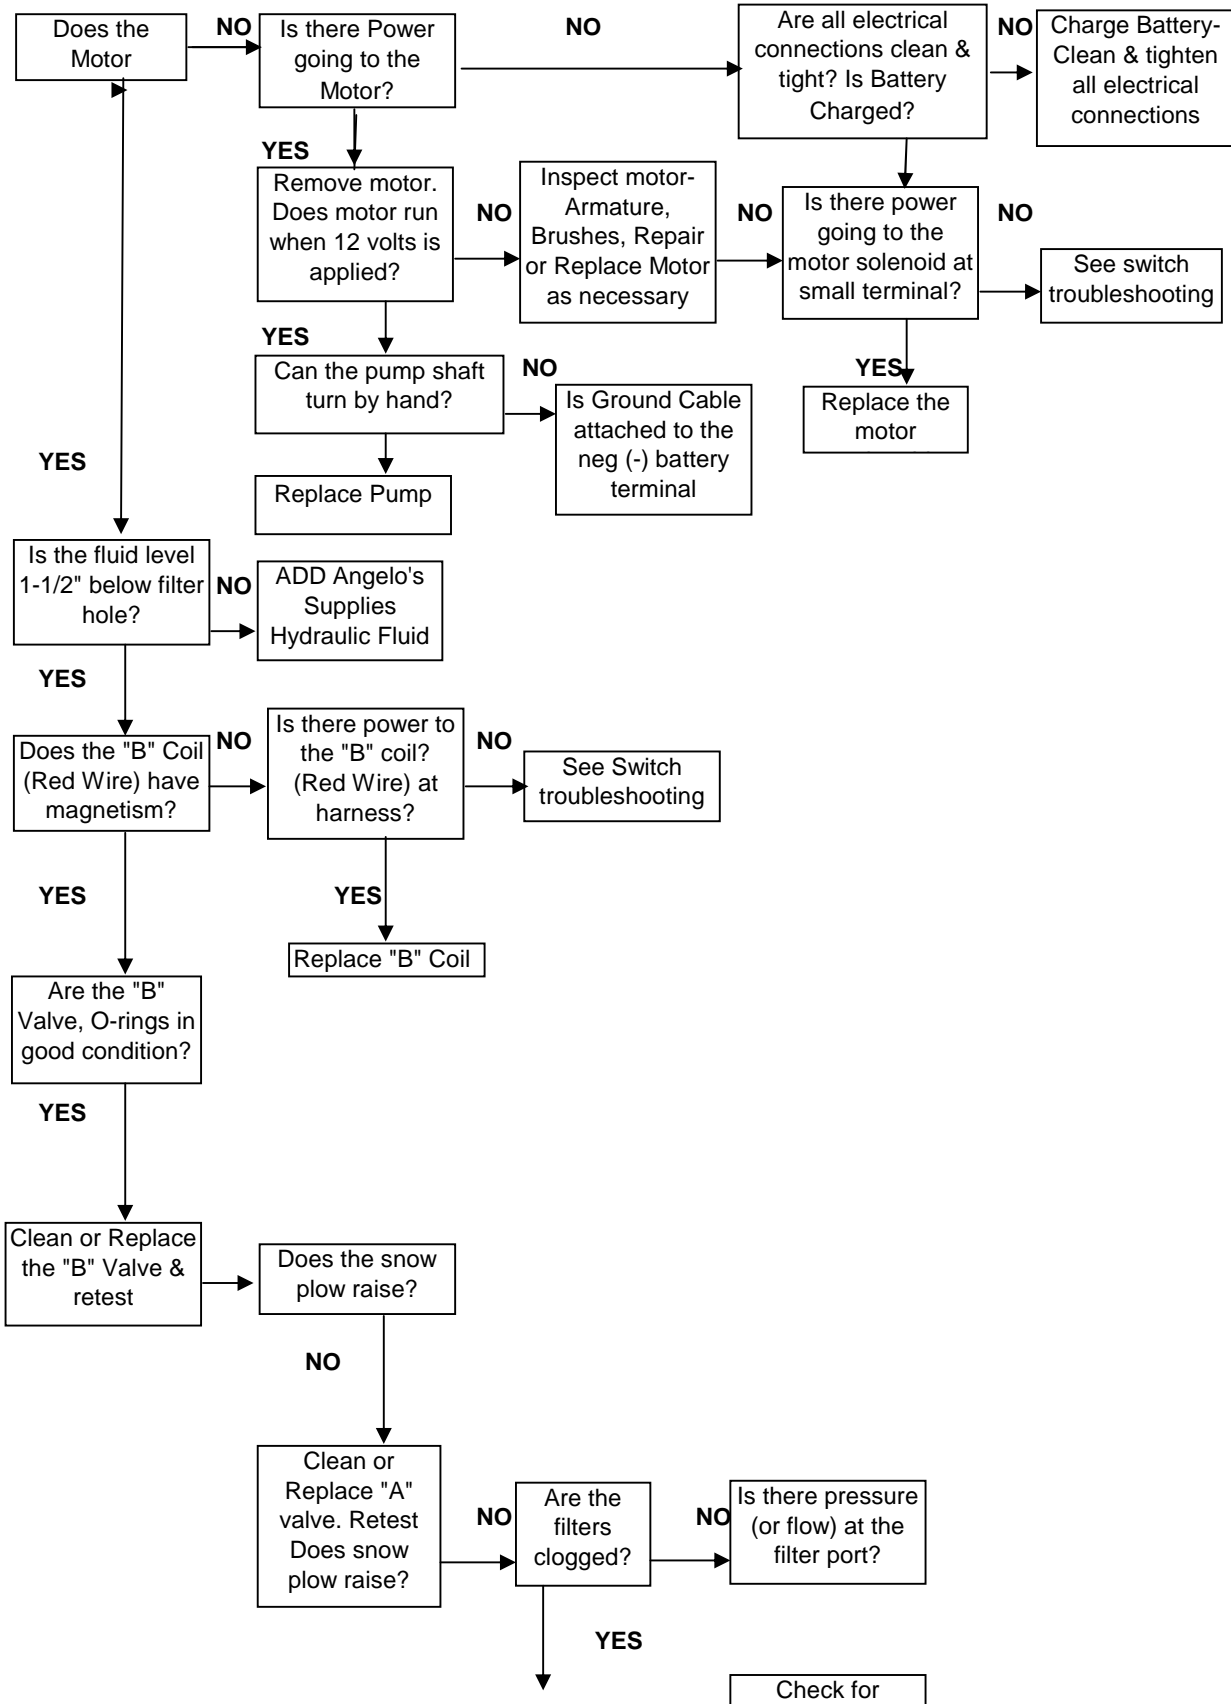 Does the
Motor
NO
Is there Power
going to the
Motor?
NO
Are all electrical
connections clean &
tight? Is Battery
Charged?
NO
Charge Battery-
Clean & tighten
all electrical
connections
YES
Remove motor.
Does motor run
when 12 volts is
applied?
NO
Inspect motor-
Armature,
Brushes, Repair
or Replace Motor
as necessary
NO
Is there power
going to the
motor solenoid at
small terminal?
NO
See switch
troubleshooting
YES
Can the pump shaft
turn by hand?
NO
Is Ground Cable
attached to the
neg (-) battery
terminal
YES
Replace the
motor
YES
Replace Pump
Is the fluid level
1-1/2" below filter
hole?
NO
ADD Angelo's
Supplies
Hydraulic Fluid
YES
Does the "B" Coil
(Red Wire) have
magnetism?
NO
Is there power to
the "B" coil?
(Red Wire) at
harness?
NO
See Switch
troubleshooting
YES
YES
Replace "B" Coil
Are the "B"
Valve, O-rings in
good condition?
YES
Clean or Replace
the "B" Valve &
retest
Does the snow
plow raise?
NO
Clean or
Replace "A"
valve. Retest
Does snow
plow raise?
NO
Are the
filters
clogged?
NO
Is there pressure
(or flow) at the
filter port?
YES
Check for